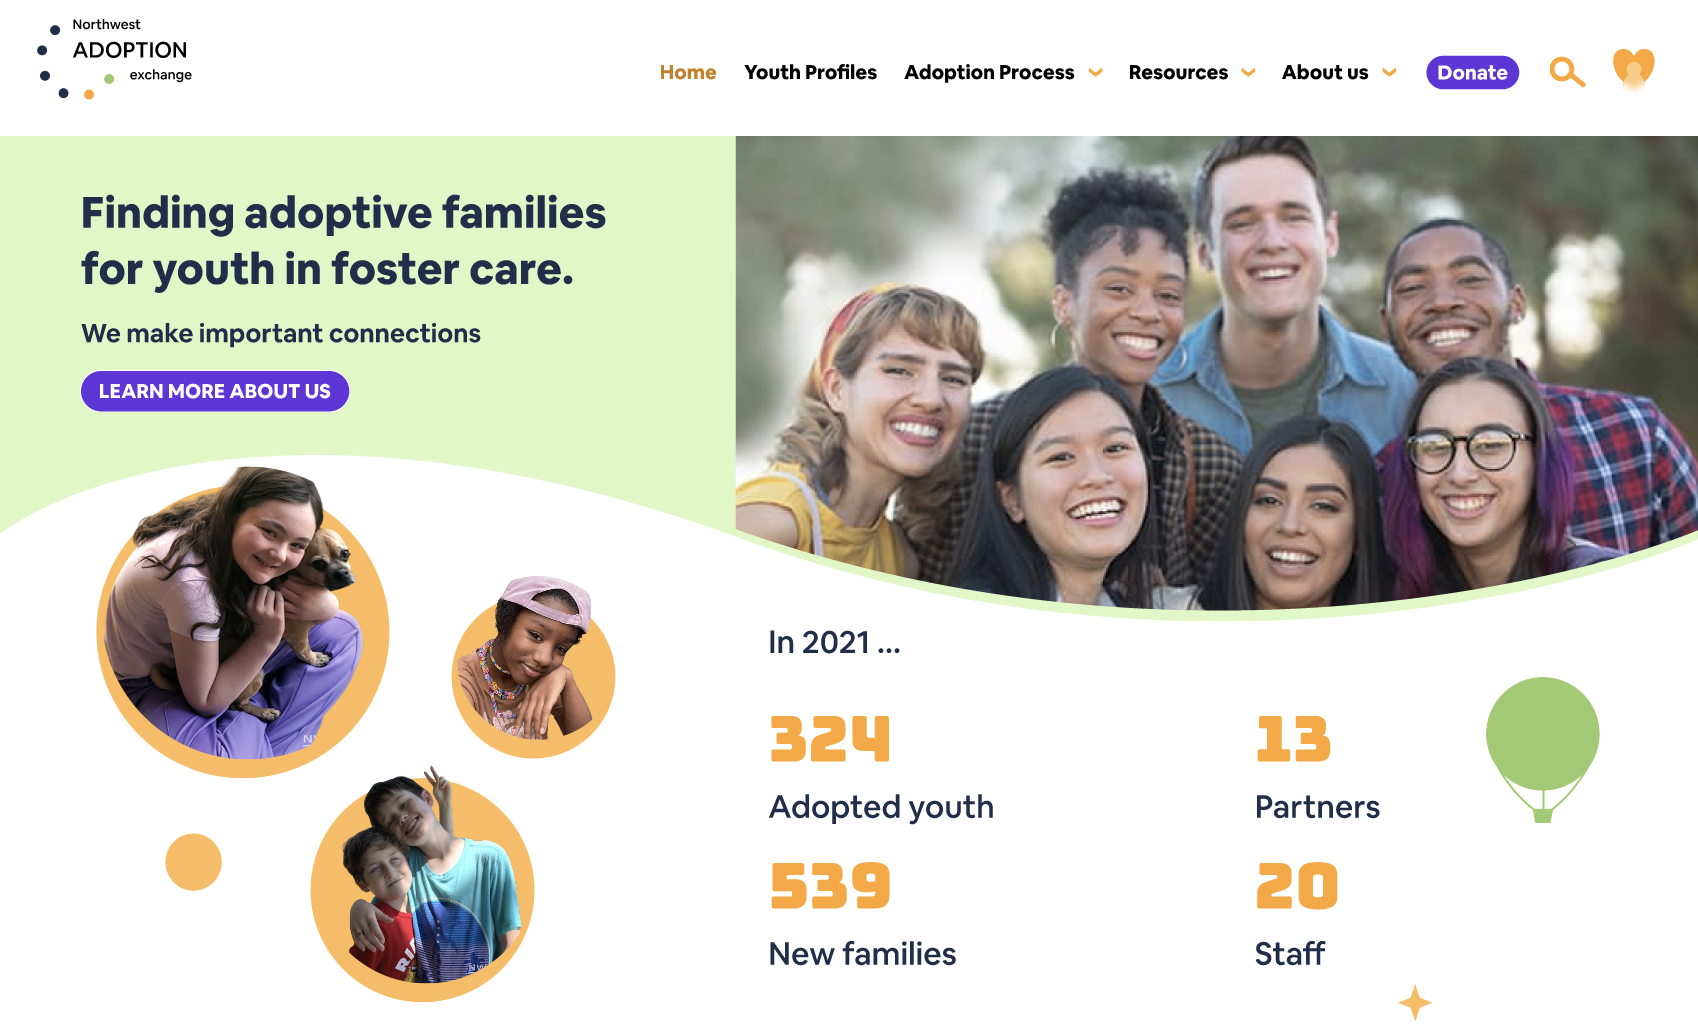 Northwest
ADOPTION
exchange
Home Youth Profiles Adoption Process Resources About us Donate
Finding adoptive families
for youth in foster care.
We make important connections
LEARN MORE ABOUT US
In 2021 ...
324 13
Adopted youth Partners
539 20
New families Staff